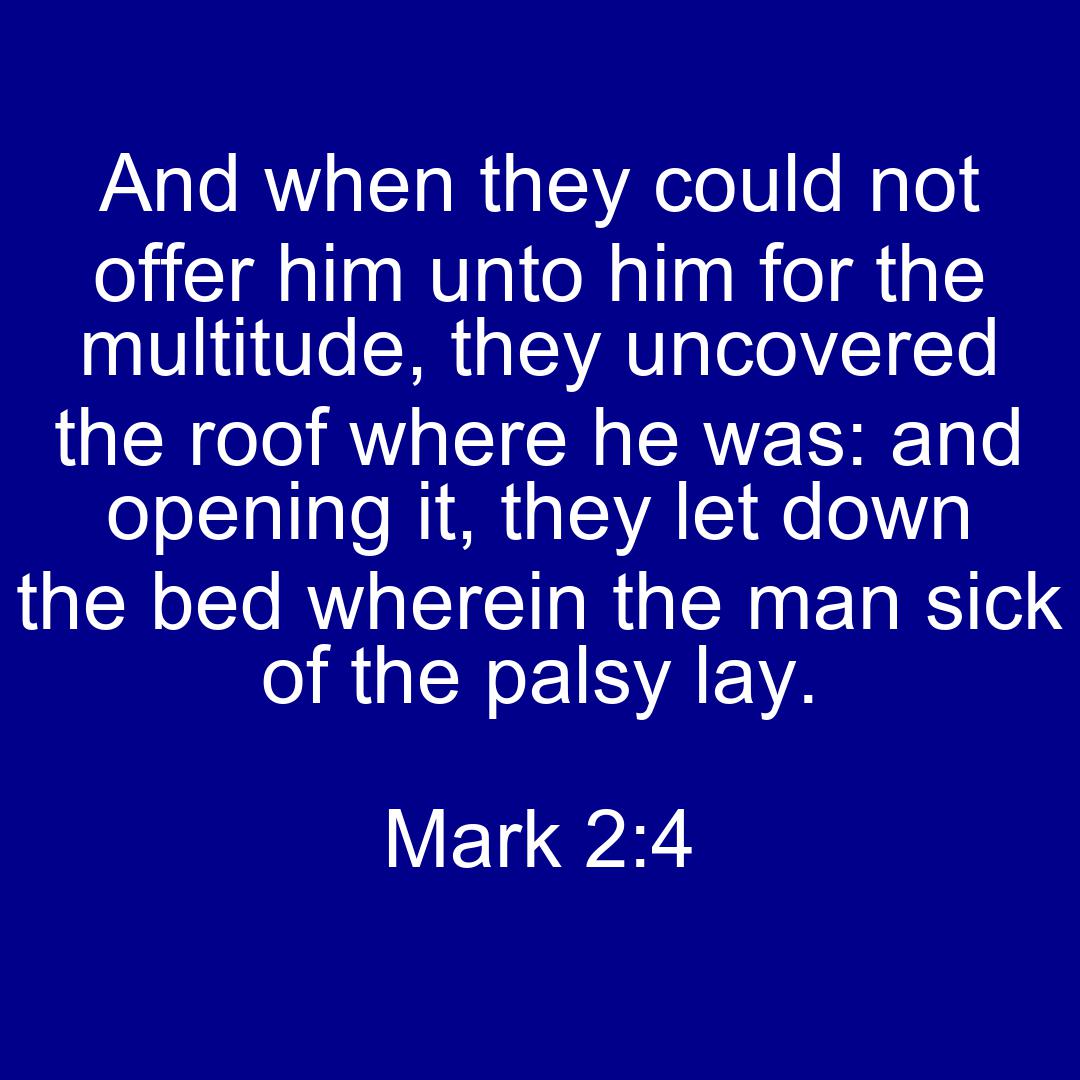 And when they could not
offer him unto him for the
multitude, they uncovered
the roof where he was: and
opening it, they let down
the bed wherein the man sick
of the palsy lay.
Mark 2:4